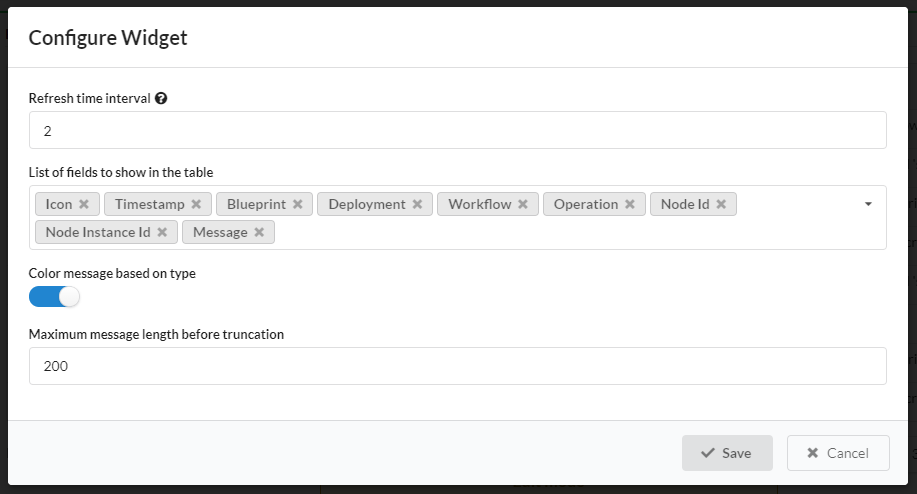 Configure Widget
Refresh time interval
2
List of fields to show in the table
Icon Timestamp Blueprint Deployment Workflow Operation Node Id
Node Instance Id Message
Color message based on type
Maximum message length before truncation
200
Save Cancel